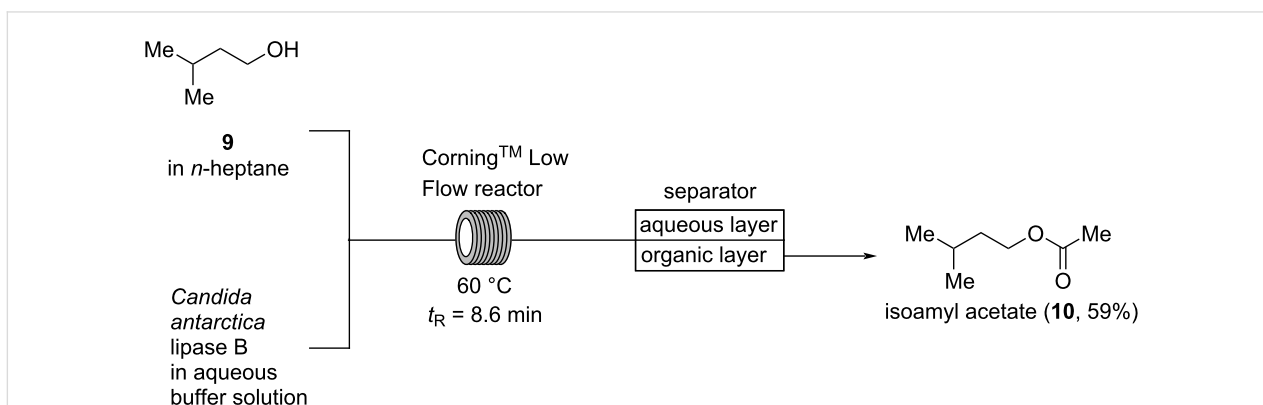 Me
OH
Me
9
in n-heptane
Candida
antarctica
lipase B
in aqueous
buffer solution
Corning™ Low
Flow reactor
60 °C
tR = 8.6 min
separator
aqueous layer
organic layer
Me
O
Me
Me
O
isoamyl acetate (10, 59%)